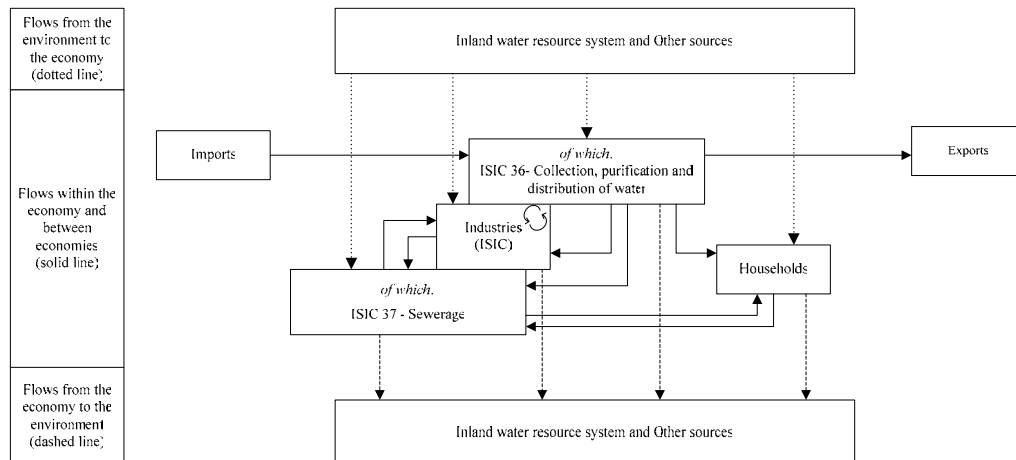 Flows from the
environment to
the economy
(dotted line)
Inland water resource system and Other sources
Flows within the
economy and
between
economies
(solid line)
Imports
of which.
ISIC 36- Collection, purification and
distribution of water
Exports
Industries
(ISIC)
Households
of which.
ISIC 37 - Sewerage
Flows from the
economy to the
environment
(dashed line)
Inland water resource system and Other sources